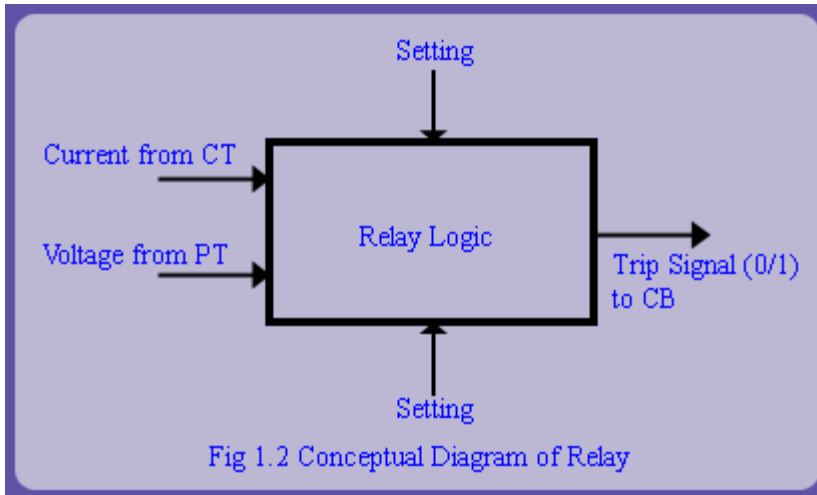 Setting
Current from CT
Voltage from PT
Relay Logic
Trip Signal (0/1)
to CB
Setting
Fig 1.2 Conceptual Diagram of Relay